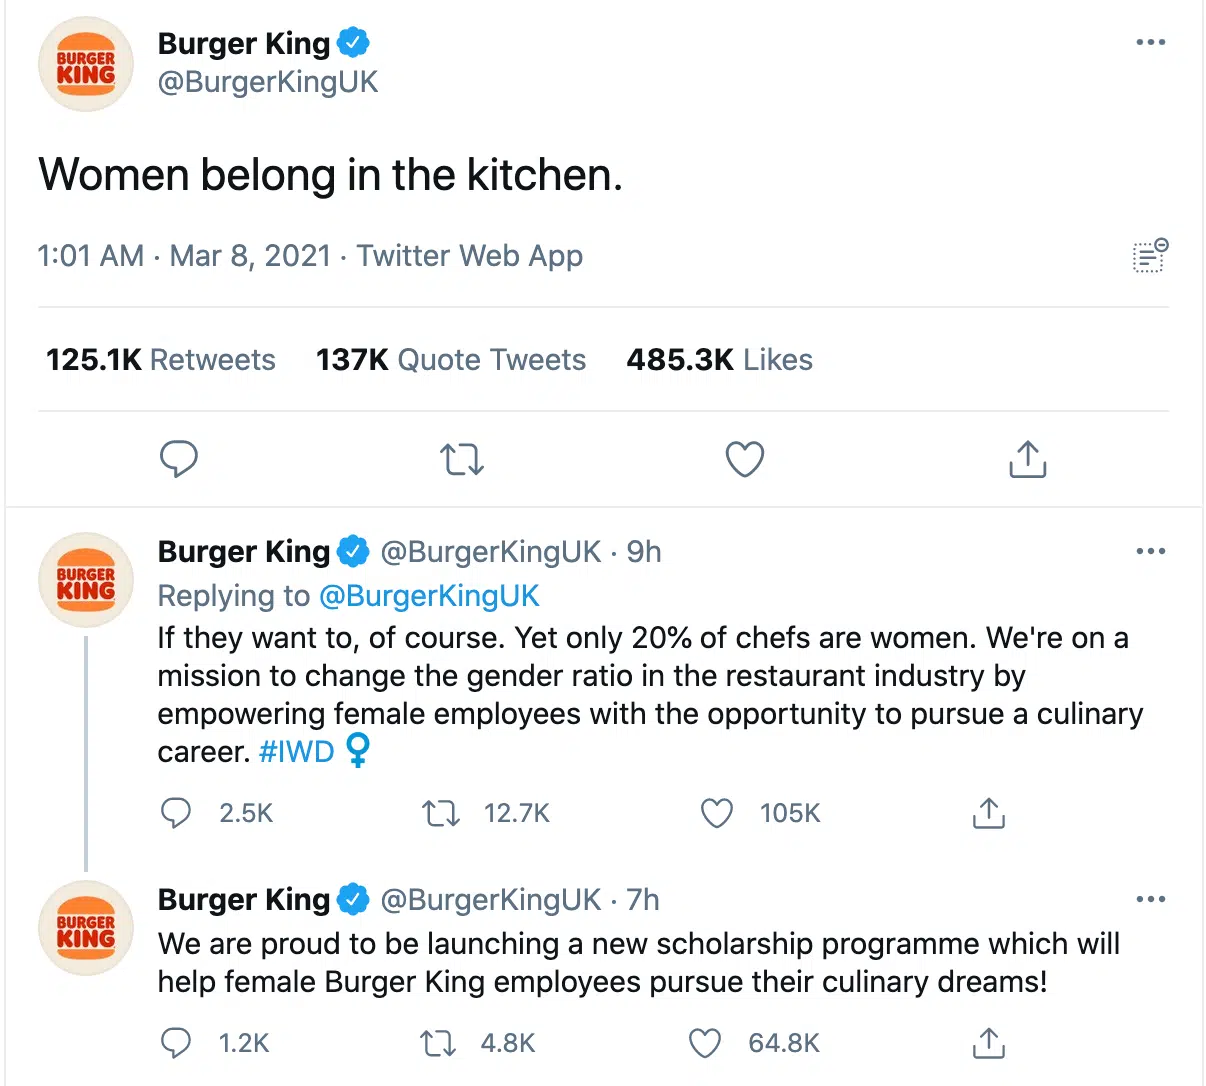 BURGER
KING
Burger King
@BurgerKingUK
Women belong in the kitchen.
1:01 AM · Mar 8, 2021 · Twitter Web App
125.1K Retweets 137K Quote Tweets 485.3K Likes
BURGER
KING
Burger King @BurgerKingUK · 9h
Replying to @BurgerKingUK
If they want to, of course. Yet only 20% of chefs are women. We're on a
mission to change the gender ratio in the restaurant industry by
empowering female employees with the opportunity to pursue a culinary
career. #IWD ♀
2.5K 12.7K 105K
BURGER
KING
Burger King @BurgerKingUK · 7h
We are proud to be launching a new scholarship programme which will
help female Burger King employees pursue their culinary dreams!
1.2K 4.8K 64.8K